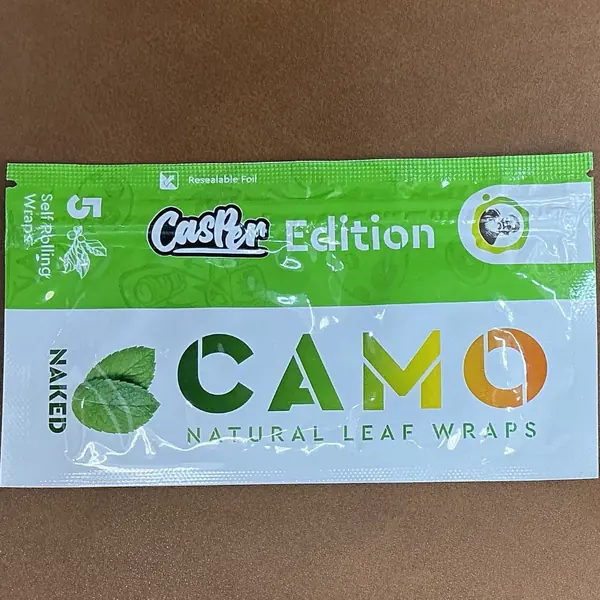 Resealable Foil
5
Self Rolling
Wraps
Casper Edition
NAKED
CAMO
NATURAL LEAF WRAPS